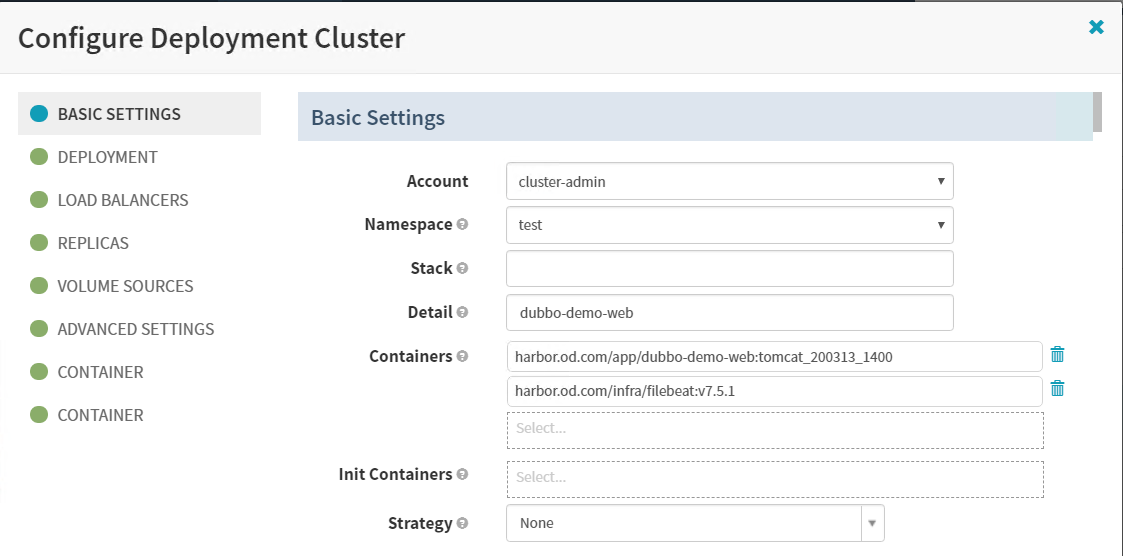 Configure Deployment Cluster
BASIC SETTINGS
DEPLOYMENT
LOAD BALANCERS
REPLICAS
VOLUME SOURCES
ADVANCED SETTINGS
CONTAINER
CONTAINER
Basic Settings
Account cluster-admin
Namespace test
Stack
Detail dubbo-demo-web
Containers harbor.od.com/app/dubbo-demo-web:tomcat_200313_1400
harbor.od.com/infra/filebeat:v7.5.1
Select...
Init Containers Select...
Strategy None